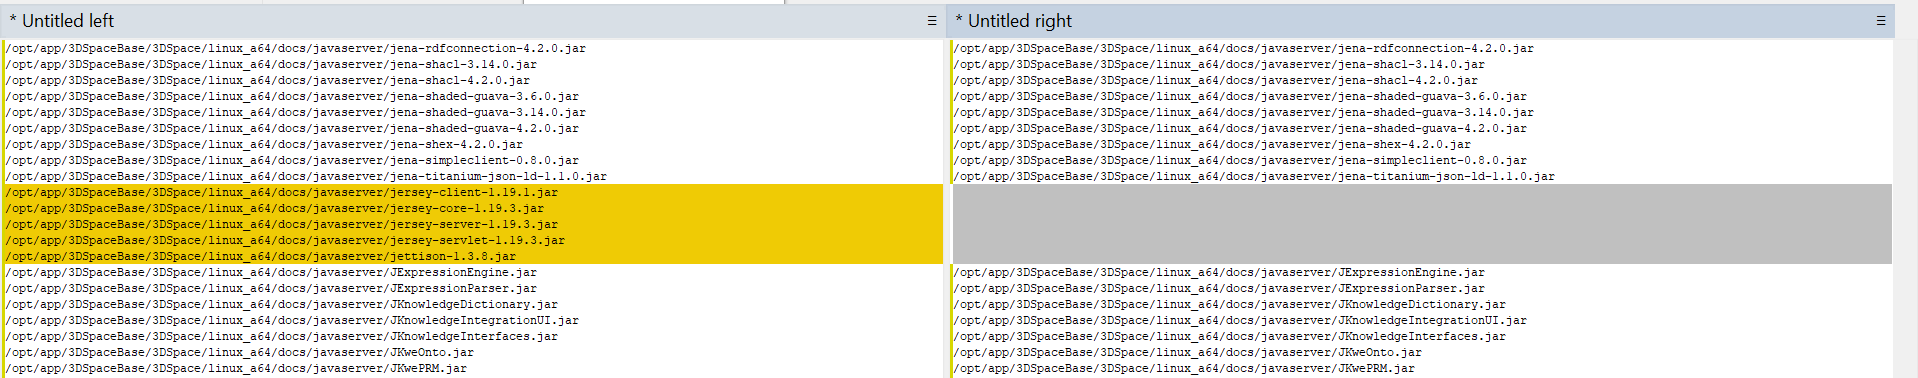 * Untitled left
/opt/app/3DSpaceBase/3DSpace/linux_a64/docs/javaserver/jena-rdfconnection-4.2.0.jar
/opt/app/3DSpaceBase/3DSpace/linux_a64/docs/javaserver/jena-shacl-3.14.0.jar
/opt/app/3DSpaceBase/3DSpace/linux_a64/docs/javaserver/jena-shacl-4.2.0.jar
/opt/app/3DSpaceBase/3DSpace/linux_a64/docs/javaserver/jena-shaded-guava-3.6.0.jar
/opt/app/3DSpaceBase/3DSpace/linux_a64/docs/javaserver/jena-shaded-guava-3.14.0.jar
/opt/app/3DSpaceBase/3DSpace/linux_a64/docs/javaserver/jena-shaded-guava-4.2.0.jar
/opt/app/3DSpaceBase/3DSpace/linux_a64/docs/javaserver/jena-shex-4.2.0.jar
/opt/app/3DSpaceBase/3DSpace/linux_a64/docs/javaserver/jena-simpleclient-0.8.0.jar
/opt/app/3DSpaceBase/3DSpace/linux_a64/docs/javaserver/jena-titanium-json-ld-1.1.0.jar
/opt/app/3DSpaceBase/3DSpace/linux_a64/docs/javaserver/jersey-client-1.19.1.jar
/opt/app/3DSpaceBase/3DSpace/linux_a64/docs/javaserver/jersey-core-1.19.3.jar
/opt/app/3DSpaceBase/3DSpace/linux_a64/docs/javaserver/jersey-server-1.19.3.jar
/opt/app/3DSpaceBase/3DSpace/linux_a64/docs/javaserver/jersey-servlet-1.19.3.jar
/opt/app/3DSpaceBase/3DSpace/linux_a64/docs/javaserver/jettison-1.3.8.jar
/opt/app/3DSpaceBase/3DSpace/linux_a64/docs/javaserver/JExpressionEngine.jar
/opt/app/3DSpaceBase/3DSpace/linux_a64/docs/javaserver/JExpressionParser.jar
/opt/app/3DSpaceBase/3DSpace/linux_a64/docs/javaserver/JKnowledgeDictionary.jar
/opt/app/3DSpaceBase/3DSpace/linux_a64/docs/javaserver/JKnowledgeIntegrationUI.jar
/opt/app/3DSpaceBase/3DSpace/linux_a64/docs/javaserver/JKnowledgeInterfaces.jar
/opt/app/3DSpaceBase/3DSpace/linux_a64/docs/javaserver/JKweOnto.jar
/opt/app/3DSpaceBase/3DSpace/linux_a64/docs/javaserver/JKwePRM.jar
* Untitled right
/opt/app/3DSpaceBase/3DSpace/linux_a64/docs/javaserver/jena-rdfconnection-4.2.0.jar
/opt/app/3DSpaceBase/3DSpace/linux_a64/docs/javaserver/jena-shacl-3.14.0.jar
/opt/app/3DSpaceBase/3DSpace/linux_a64/docs/javaserver/jena-shacl-4.2.0.jar
/opt/app/3DSpaceBase/3DSpace/linux_a64/docs/javaserver/jena-shaded-guava-3.6.0.jar
/opt/app/3DSpaceBase/3DSpace/linux_a64/docs/javaserver/jena-shaded-guava-3.14.0.jar
/opt/app/3DSpaceBase/3DSpace/linux_a64/docs/javaserver/jena-shaded-guava-4.2.0.jar
/opt/app/3DSpaceBase/3DSpace/linux_a64/docs/javaserver/jena-shex-4.2.0.jar
/opt/app/3DSpaceBase/3DSpace/linux_a64/docs/javaserver/jena-simpleclient-0.8.0.jar
/opt/app/3DSpaceBase/3DSpace/linux_a64/docs/javaserver/jena-titanium-json-ld-1.1.0.jar
/opt/app/3DSpaceBase/3DSpace/linux_a64/docs/javaserver/JExpressionEngine.jar
/opt/app/3DSpaceBase/3DSpace/linux_a64/docs/javaserver/JExpressionParser.jar
/opt/app/3DSpaceBase/3DSpace/linux_a64/docs/javaserver/JKnowledgeDictionary.jar
/opt/app/3DSpaceBase/3DSpace/linux_a64/docs/javaserver/JKnowledgeIntegrationUI.jar
/opt/app/3DSpaceBase/3DSpace/linux_a64/docs/javaserver/JKnowledgeInterfaces.jar
/opt/app/3DSpaceBase/3DSpace/linux_a64/docs/javaserver/JKweOnto.jar
/opt/app/3DSpaceBase/3DSpace/linux_a64/docs/javaserver/JKwePRM.jar